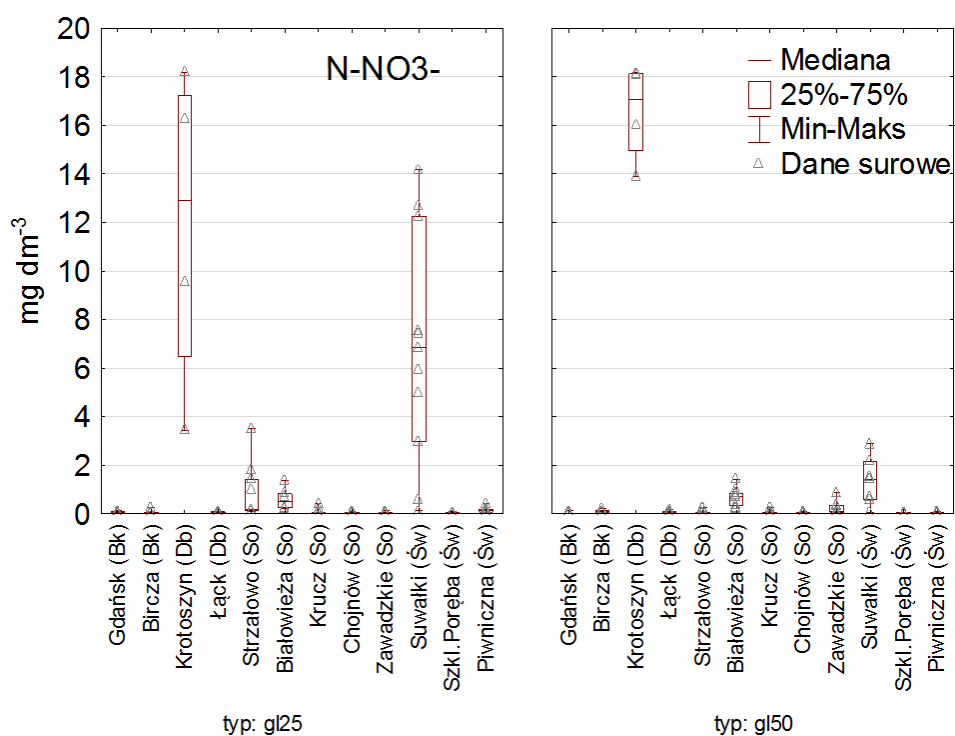 N-NO3-
Mediana
25%-75%
Min-Maks
Dane surowe
mg dm-3
20
18
16
14
12
10
8
6
4
2
0
Gdańsk (Bk)
Bircza (Bk)
Krotoszyn (Db)
Łąck (Db)
Strzałowo (So)
Białowieża (So)
Krucz (So)
Chojnów (So)
Zawadzkie (So)
Suwałki (Św)
Szkl.Poręba (Św)
Piwniczna (Św)
typ: gl25
Gdańsk (Bk)
Bircza (Bk)
Krotoszyn (Db)
Łąck (Db)
Strzałowo (So)
Białowieża (So)
Krucz (So)
Chojnów (So)
Zawadzkie (So)
Suwałki (Św)
Szkl.Poręba (Św)
Piwniczna (Św)
typ: gl50